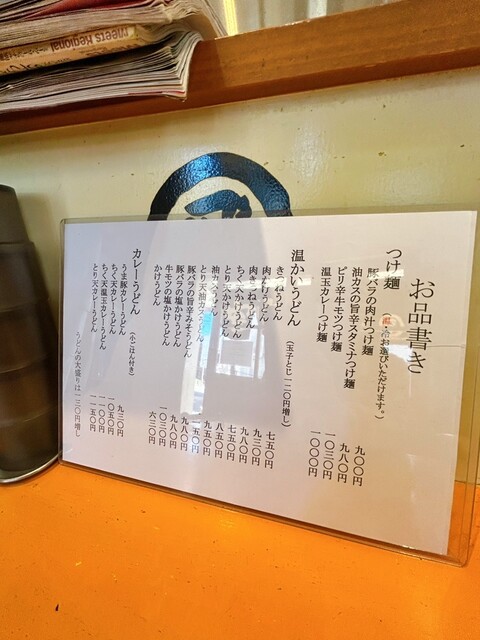 Meets Regional
お品書き
つけ麺 (温・冷お選びいただけます。)
豚バラの肉汁つけ麺 九〇〇円
油カスの旨辛スタミナつけ麺 九八〇円
ピリ辛牛モツつけ麺 一〇三〇円
温玉カレーつけ麺 一〇〇〇円
温かいうどん (玉子とじ一二〇円増し)
きつねうどん 七五〇円
肉かけうどん 九三〇円
肉きつねうどん 九八〇円
ちく天かけうどん 七五〇円
とり天かけうどん 八五〇円
油カスうどん 九五〇円
とり天油カスうどん 一一五〇円
豚バラの旨辛みそうどん 九八〇円
豚バラの塩かけうどん 九八〇円
牛モツの塩かけうどん 一〇三〇円
かけうどん 六三〇円
カレーうどん (小ごはん付き)
うま豚カレーうどん 九三〇円
ちく天カレーうどん 一〇五〇円
ちく天温玉カレーうどん 一一〇〇円
とり天カレーうどん 一一五〇円
うどんの大盛りは一三〇円増し